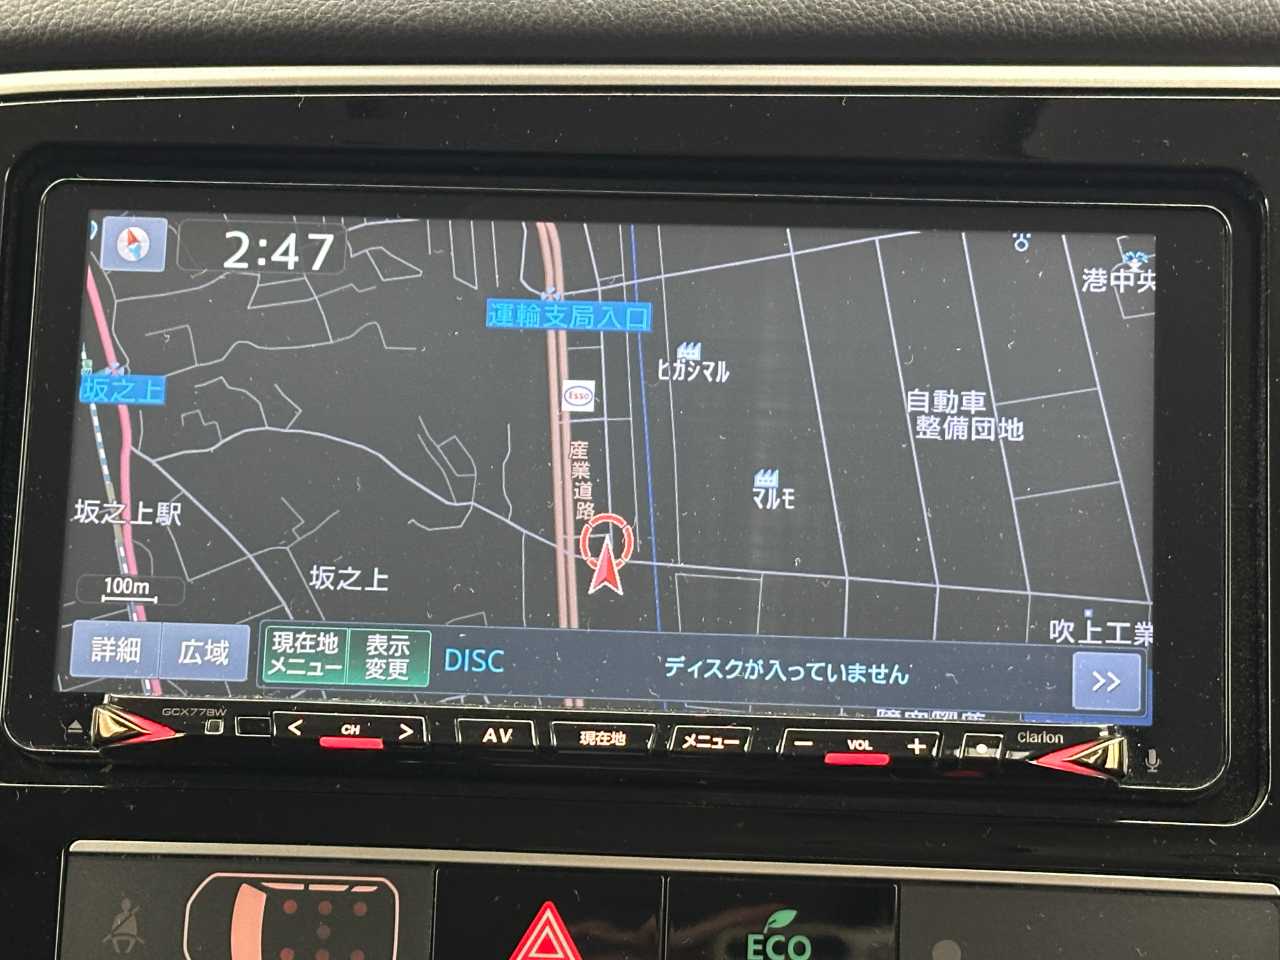 2:47
港中央
運輸支局入口
ヒガシマル
坂之上
Esso
自動車
整備団地
産業道路
マルモ
坂之上駅
100m
坂之上
吹上工業
詳細
広域
現在地
メニュー
表示
変更
DISC
ディスクが入っていません
>>
GCX778W
< CH >
AV
現在地
メニュー
− VOL +
clarion
ECO